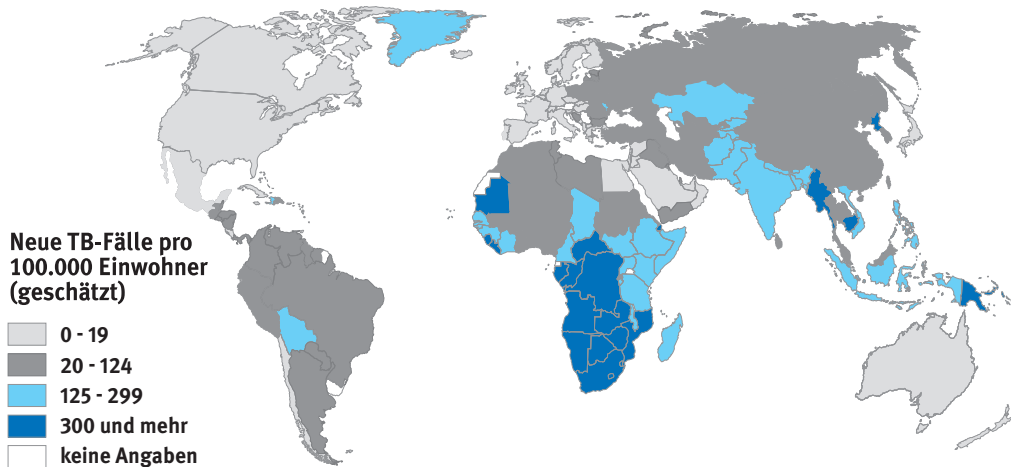 Neue TB-Fälle pro
100.000 Einwohner
(geschätzt)
0 - 19
20 - 124
125 - 299
300 und mehr
keine Angaben